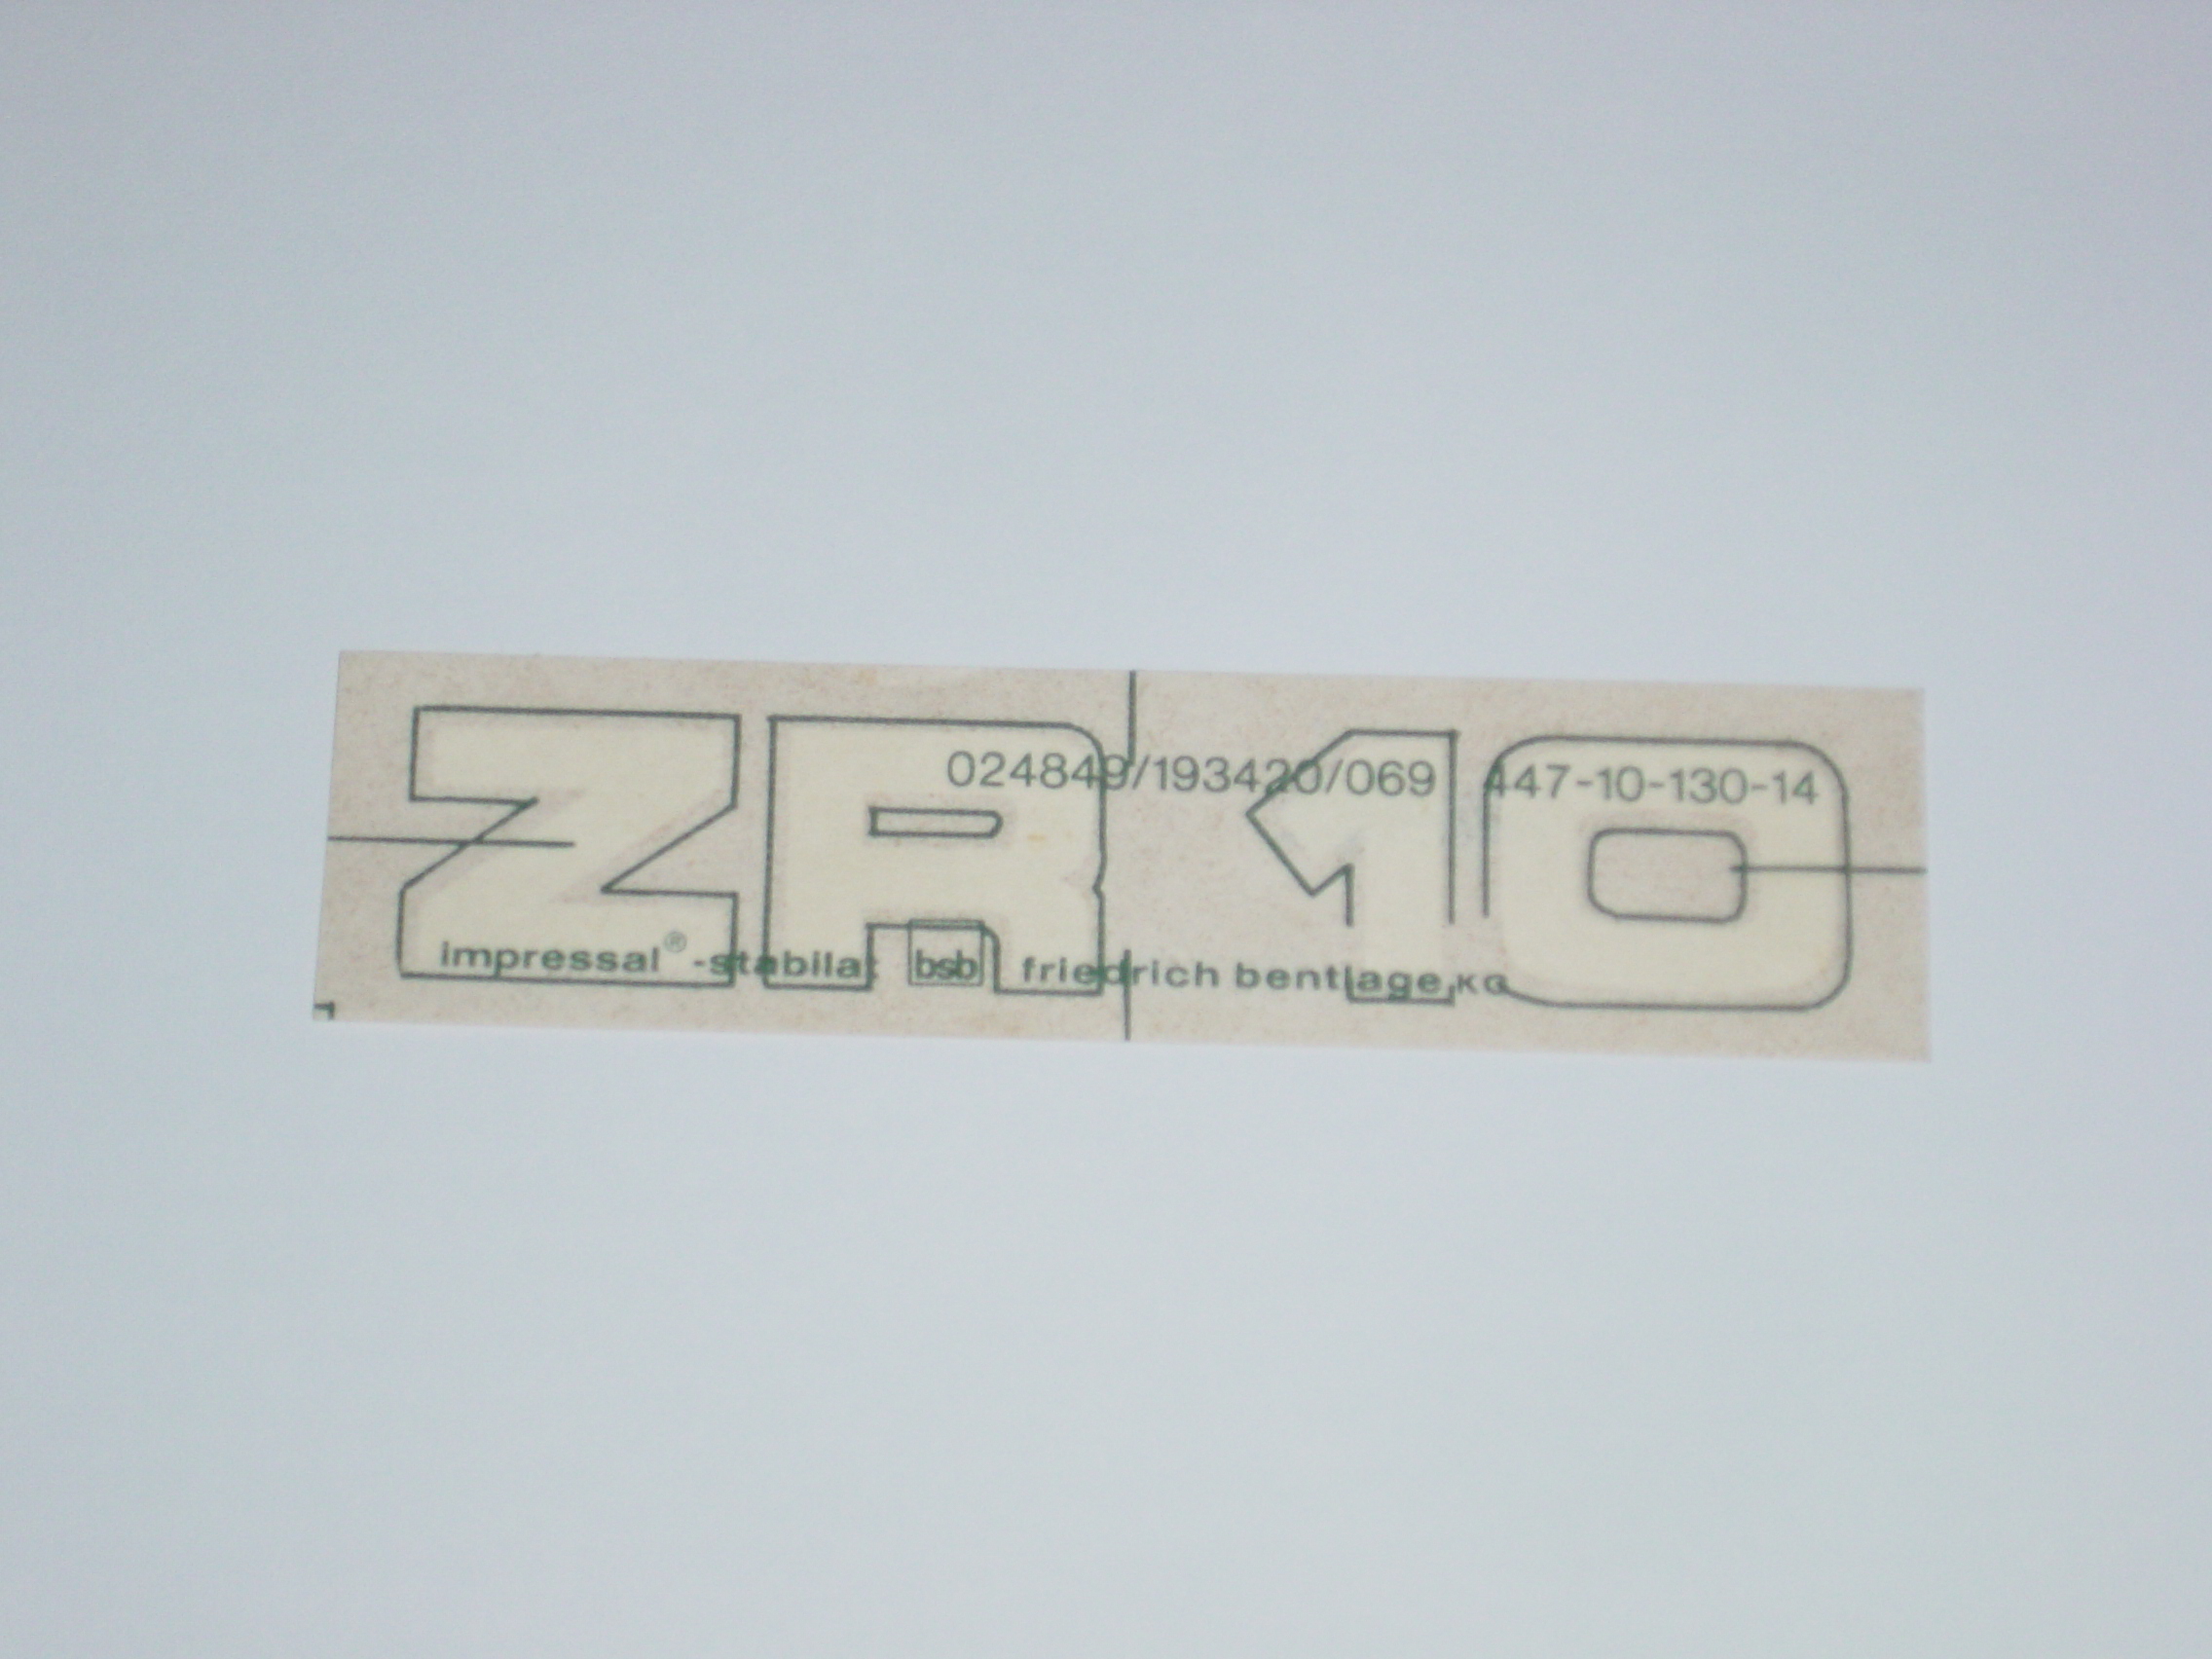 ZR 10
024849/193420/069 447-10-130-14
impressal®-stabilat bsb friedrich bentlage KG